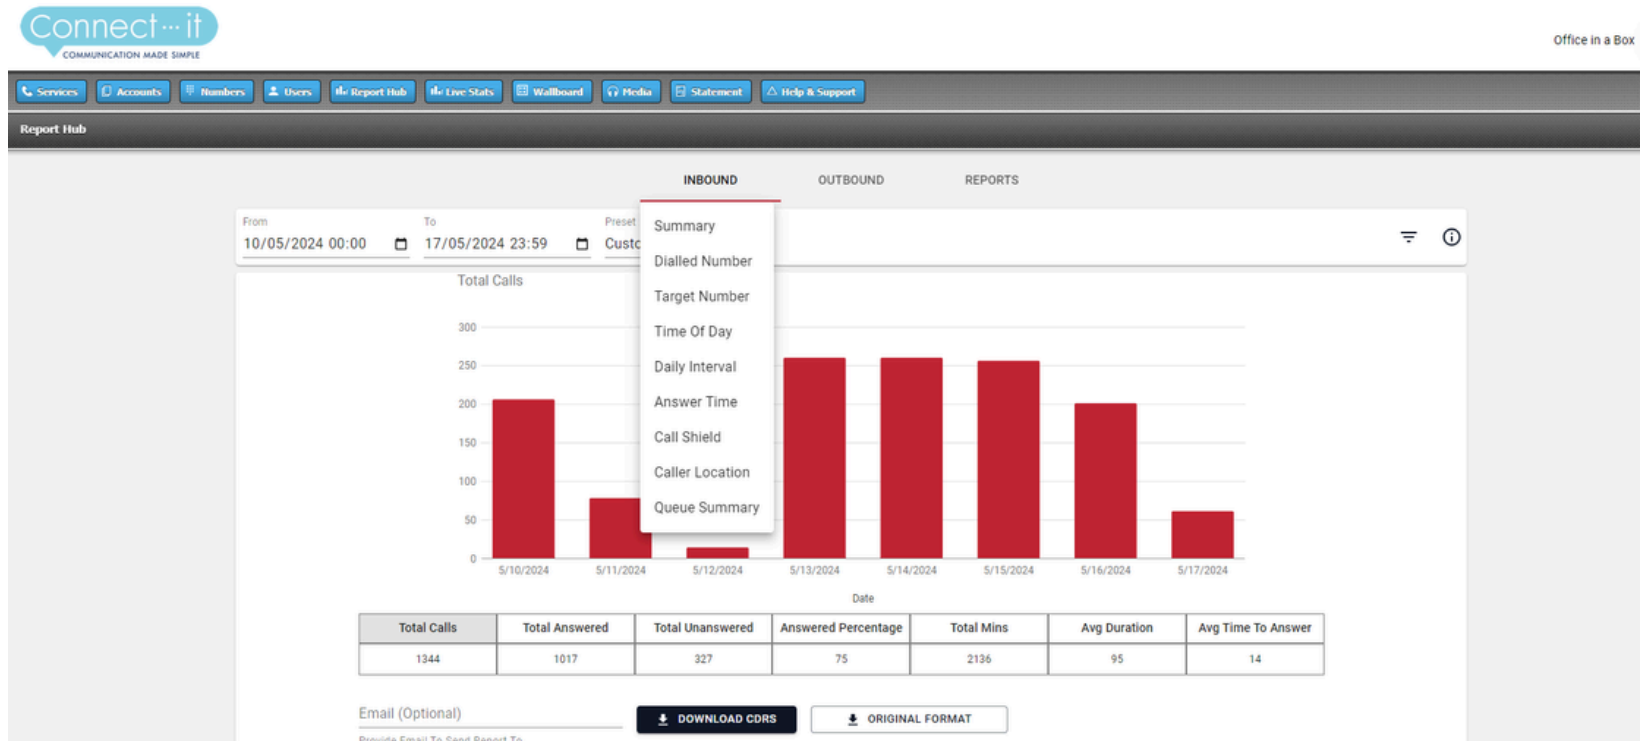 Connect···it
COMMUNICATION MADE SIMPLE
Office in a Box
Services Accounts Numbers Users Report Hub Live Stats Wallboard Media Statement Help & Support
Report Hub
INBOUND OUTBOUND REPORTS
From To Preset
10/05/2024 00:00 17/05/2024 23:59 Custo
Summary
Dialled Number
Target Number
Time Of Day
Daily Interval
Answer Time
Call Shield
Caller Location
Queue Summary
Total Calls
300
250
200
150
100
50
0
5/10/2024 5/11/2024 5/12/2024 5/13/2024 5/14/2024 5/15/2024 5/16/2024 5/17/2024
Date
Total Calls Total Answered Total Unanswered Answered Percentage Total Mins Avg Duration Avg Time To Answer
1344 1017 327 75 2136 95 14
Email (Optional) DOWNLOAD CDRS ORIGINAL FORMAT
Provide Email To Send Report To